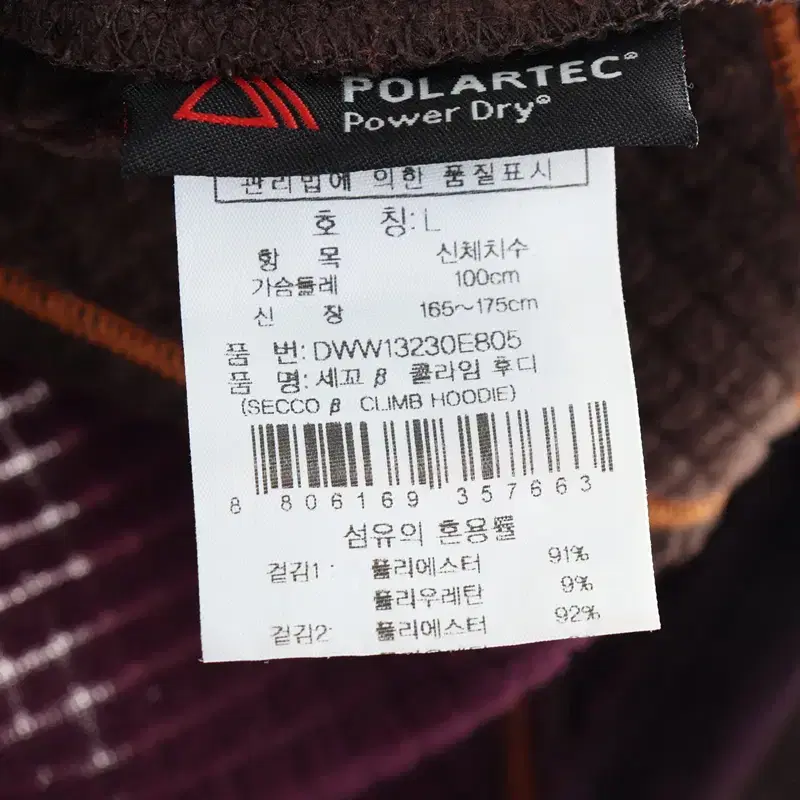 POLARTEC®
Power Dry®
관리법에 의한 품질표시
호 칭: L
항 목 신체치수
가슴둘레 100cm
신 장 165~175cm
품 번: DWW13230E805
품 명: 세꼬 β 클라임 후디
(SECCO β CLIMB HOODIE)
8 806169 357663
섬유의 혼용률
겉감1 : 폴리에스터 91%
폴리우레탄 9%
겉감2: 폴리에스터 92%